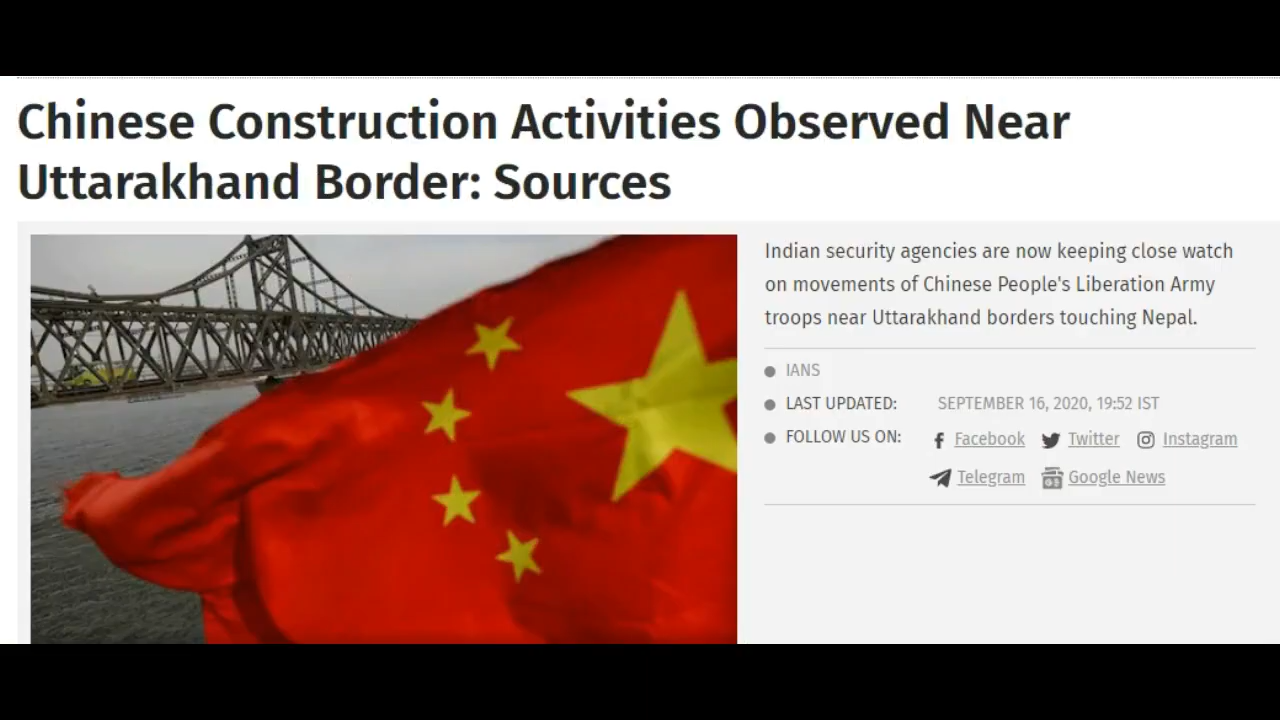 Chinese Construction Activities Observed Near
Uttarakhand Border: Sources
Indian security agencies are now keeping close watch
on movements of Chinese People's Liberation Army
troops near Uttarakhand borders touching Nepal.
IANS
LAST UPDATED: SEPTEMBER 16, 2020, 19:52 IST
FOLLOW US ON: Facebook Twitter Instagram
Telegram Google News